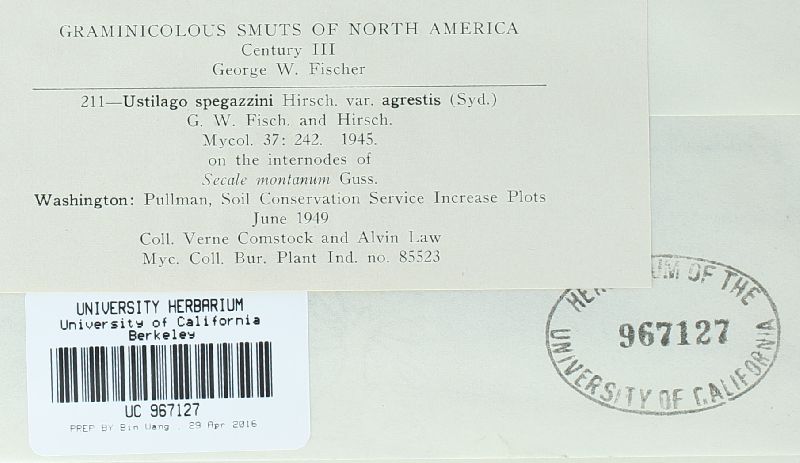 GRAMINICOLOUS SMUTS OF NORTH AMERICA
Century III
George W. Fischer
211—Ustilago spegazzini Hirsch. var. agrestis (Syd.)
G. W. Fisch. and Hirsch.
Mycol. 37: 242. 1945.
on the internodes of
Secale montanum Guss.
Washington: Pullman, Soil Conservation Service Increase Plots
June 1949
Coll. Verne Comstock and Alvin Law
Myc. Coll. Bur. Plant Ind. no. 85523
UNIVERSITY HERBARIUM
University of California
Berkeley
UC 967127
PREP BY Bin Wang . 29 Apr 2016
HERBARIUM OF THE
967127
UNIVERSITY OF CALIFORNIA